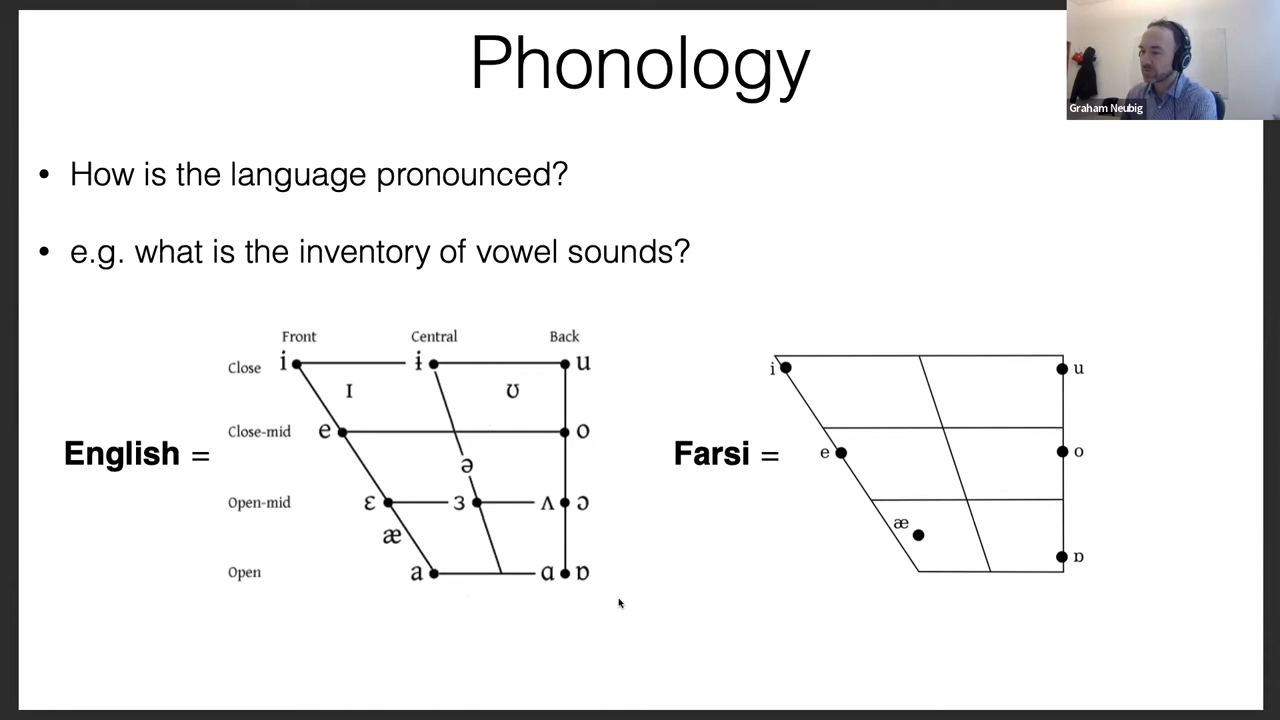 Phonology
Graham Neubig
• How is the language pronounced?
• e.g. what is the inventory of vowel sounds?
Front Central Back
Close i ɨ u
ɪ ʊ
Close-mid e o
ə
Open-mid ɛ ɜ ʌ ɔ
æ
Open a ɑ ɒ
English =
Farsi =
i u
e o
æ
ɒ